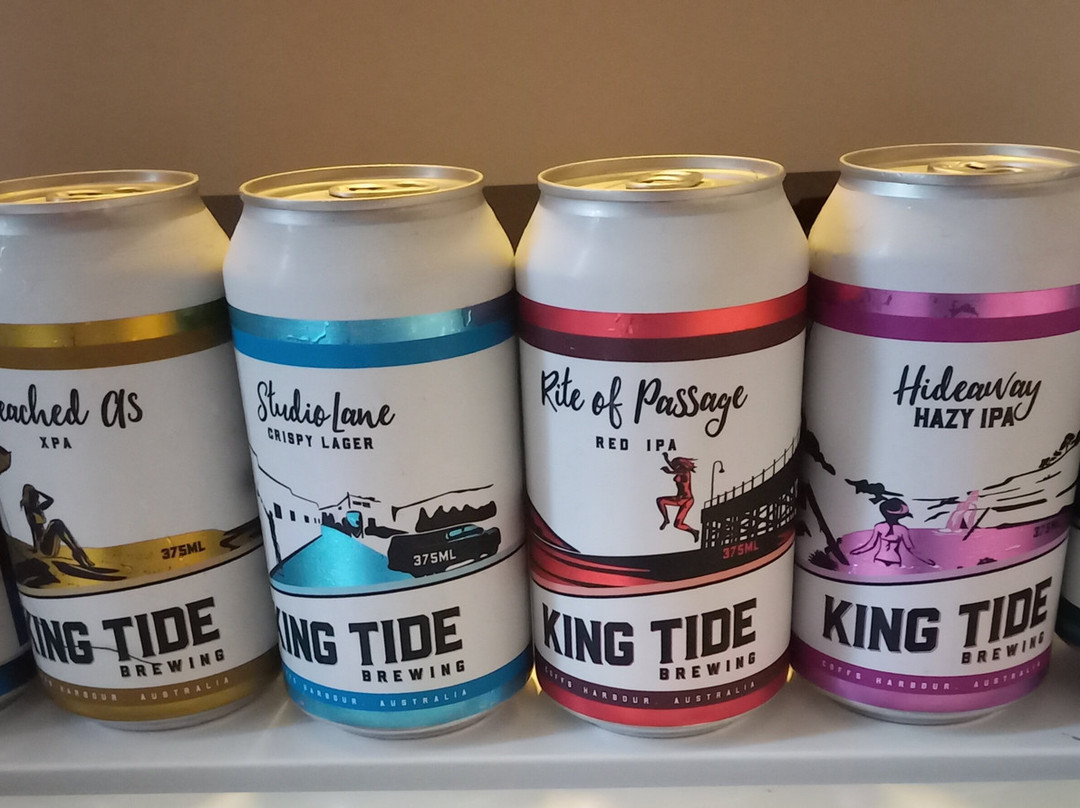 eached as
XPA
375ML
KING TIDE
BREWING
HARBOUR AUSTRALIA
Studio Lane
CRISPY LAGER
375ML
KING TIDE
BREWING
HARBOUR AUSTRALIA
Rite of Passage
RED IPA
375ML
KING TIDE
BREWING
COFFS HARBOUR AUSTRALIA
Hideaway
HAZY IPA
KING TIDE
BREWING
COFFS HARBOUR AUSTRALIA